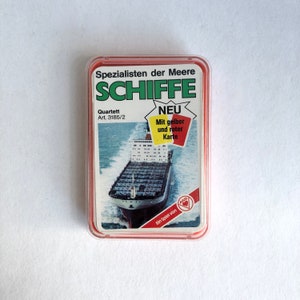 Spezialisten der Meere
SCHIFFE
Quartett
Art. 3185/2
NEU
Mit gelber
und roter
Karte